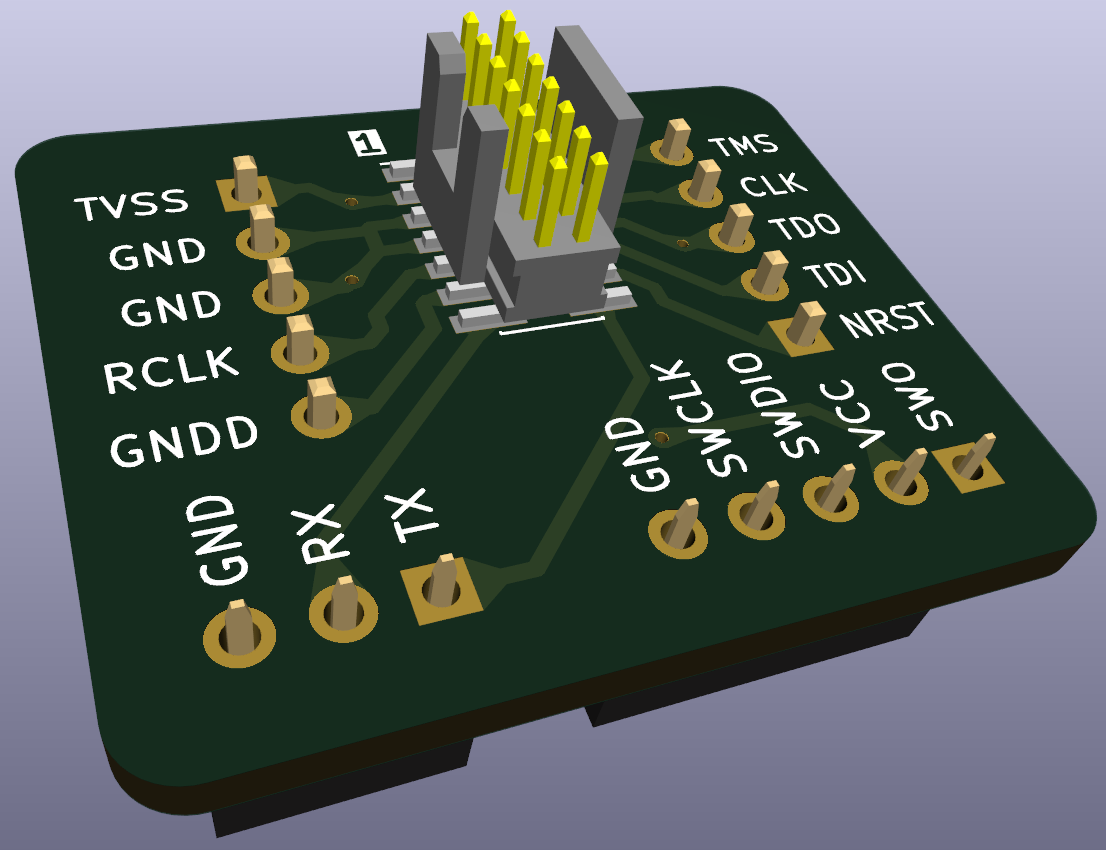 1
TVSS
GND
GND
RCLK
GNDD
TMS
CLK
TDO
TDI
NRST
GND
RX
TX
GND
SWCLK
SWDIO
VCC
SWO